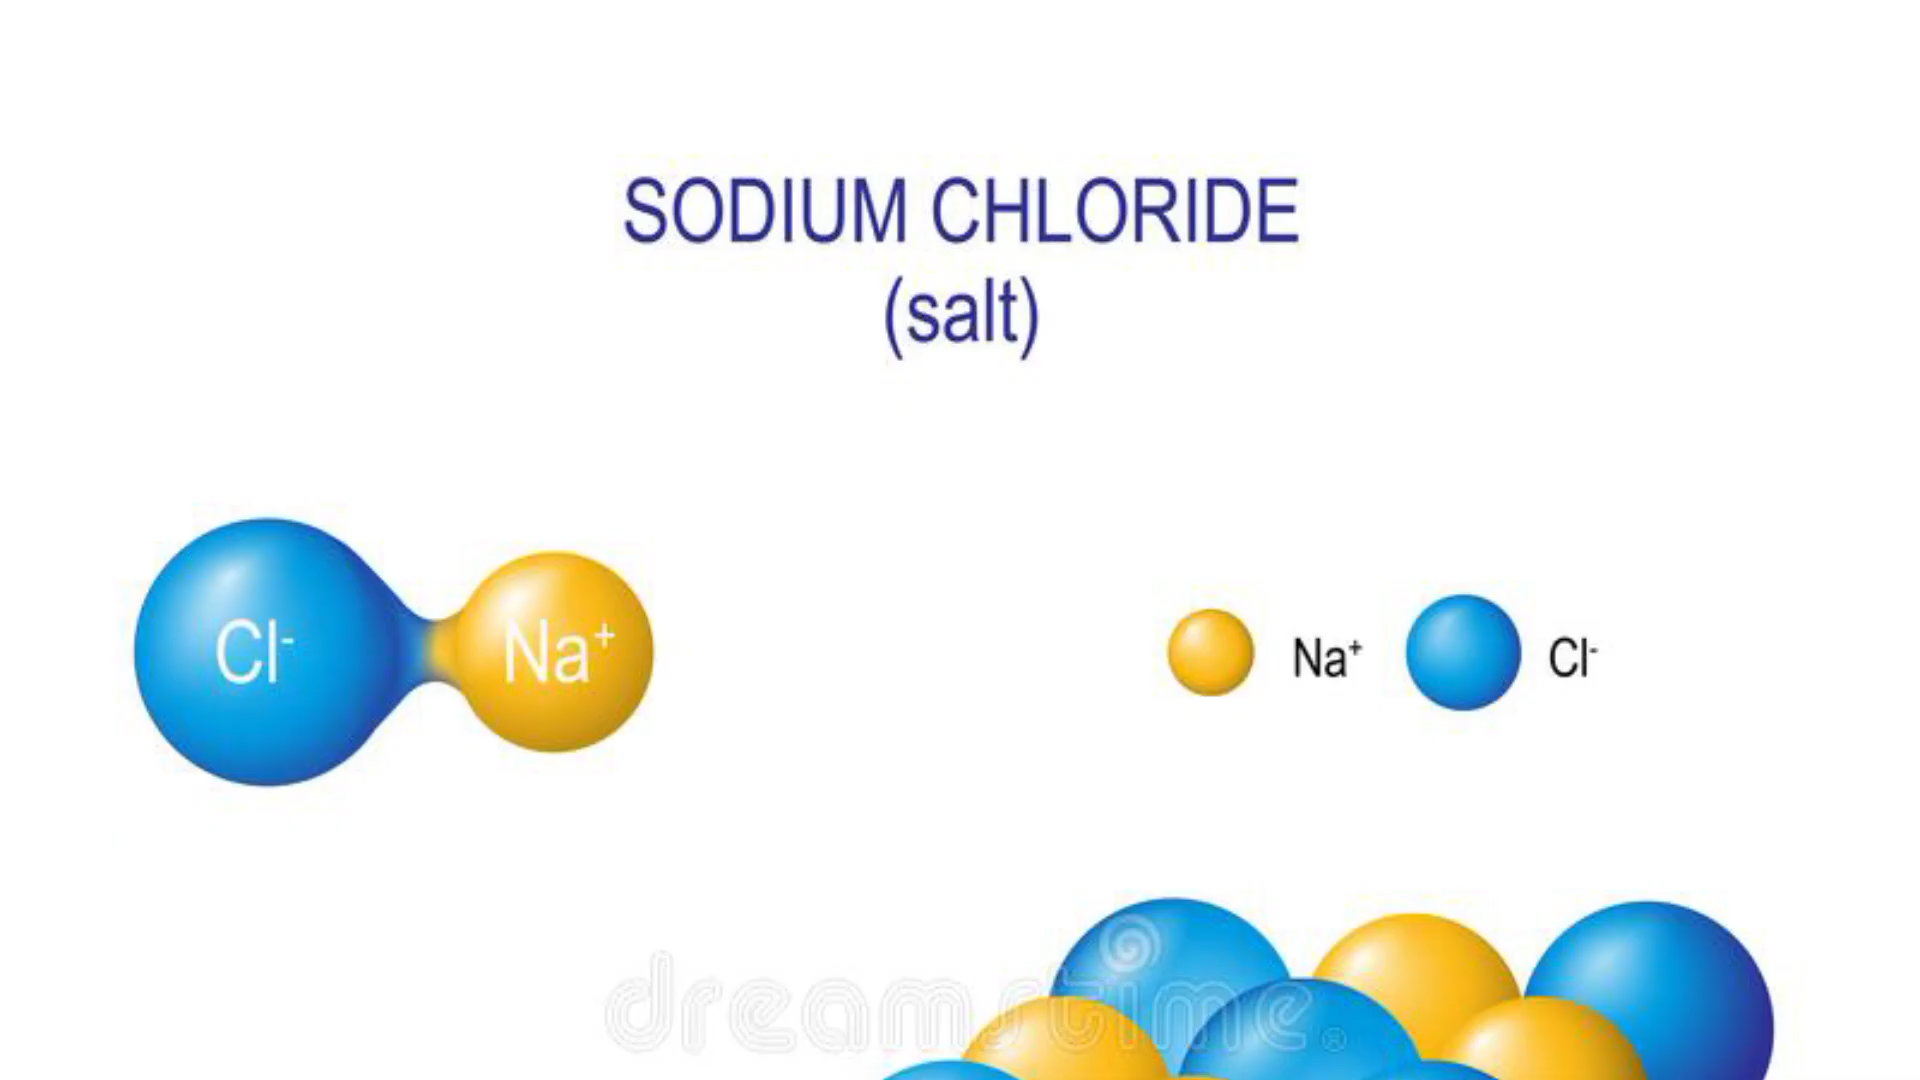 SODIUM CHLORIDE
(salt)
Cl⁻ Na⁺
Na⁺ Cl⁻
dreamstime®